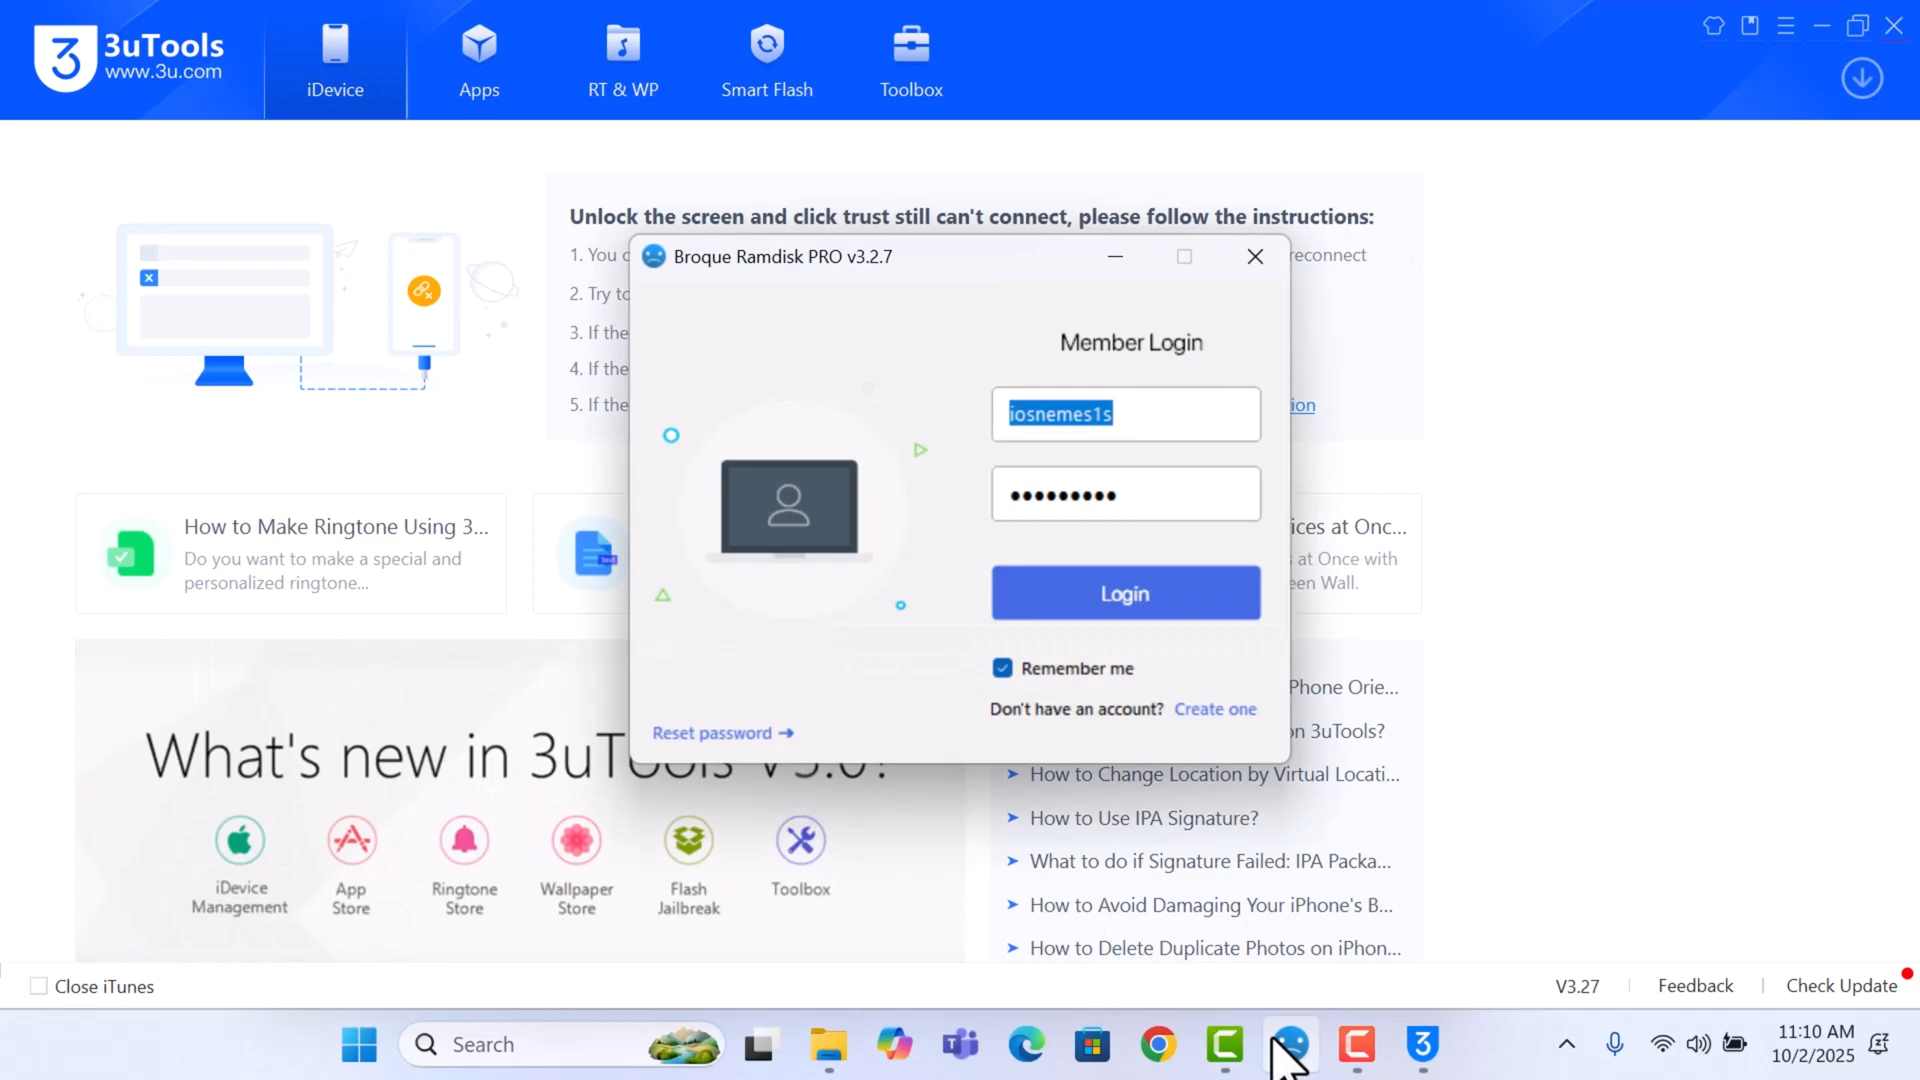 3uTools
www.3u.com
iDevice
Apps
RT & WP
Smart Flash
Toolbox
Unlock the screen and click trust still can't connect, please follow the instructions:
1. You
reconnect
2. Try to
3. If the
4. If the
5. If the
ion
Broque Ramdisk PRO v3.2.7
Member Login
iosnemes1s
•••••••••
Login
Remember me
Don't have an account? Create one
Reset password
How to Make Ringtone Using 3...
Do you want to make a special and
personalized ringtone...
ices at Onc...
at Once with
een Wall.
What's new in 3uTools V3.0?
iDevice
Management
App
Store
Ringtone
Store
Wallpaper
Store
Flash
Jailbreak
Toolbox
Phone Orie...
on 3uTools?
How to Change Location by Virtual Locati...
How to Use IPA Signature?
What to do if Signature Failed: IPA Packa...
How to Avoid Damaging Your iPhone's B...
How to Delete Duplicate Photos on iPhon...
Close iTunes
V3.27
Feedback
Check Update
Search
11:10 AM
10/2/2025